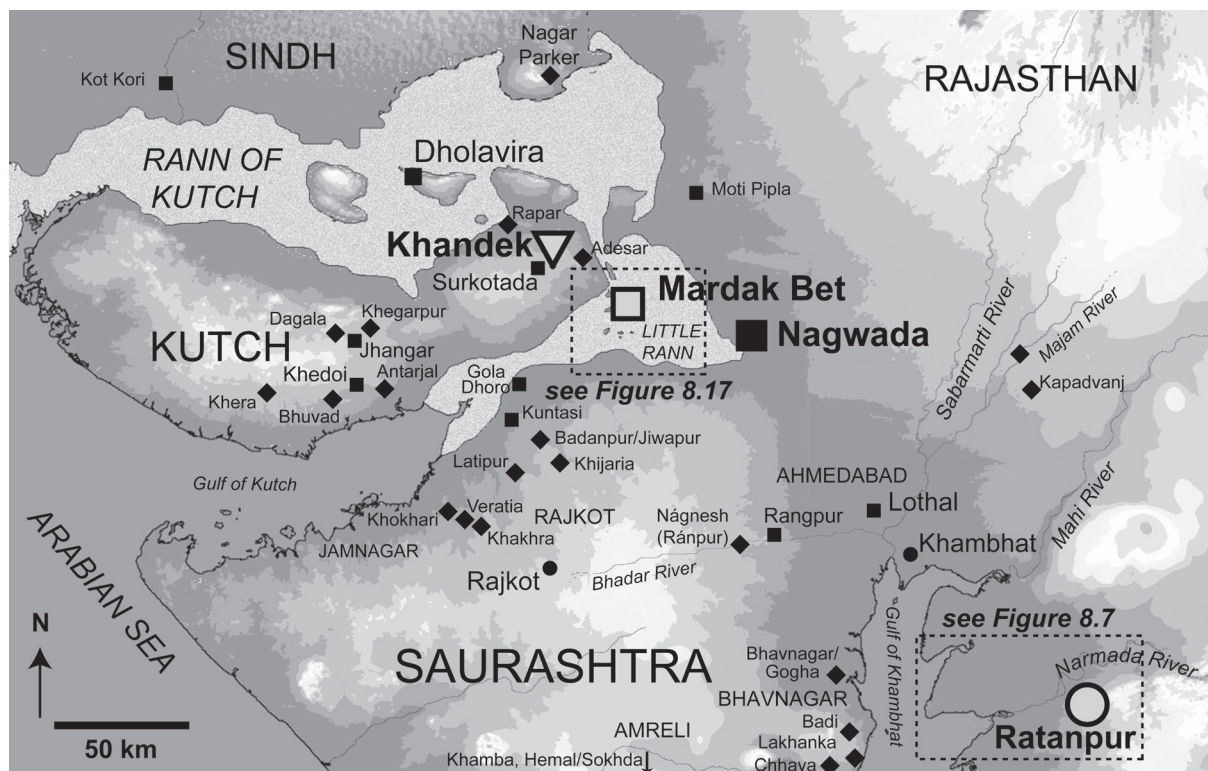 Nagar
Parker
SINDH
Kot Kori
RAJASTHAN
RANN OF
KUTCH
Dholavira
Moti Pipla
Rapar
Khandek
Adesar
Surkotada
Mardak Bet
LITTLE
RANN
Nagwada
Dagala
Khegarpur
KUTCH
Jhangar
Khedoi
Antarjal
Khera
Bhuvad
Gola
Dhoro
see Figure 8.17
Kuntasi
Badanpur/Jiwapur
Latipur
Khijaria
Sabarmarti River
Majam River
Kapadvanj
Mahi River
Gulf of Kutch
Khokhari
Veratia
Khakhra
RAJKOT
JAMNAGAR
Nágnesh
(Ránpur)
Rangpur
AHMEDABAD
Lothal
Khambhat
Rajkot
Bhadar River
ARABIAN SEA
N
50 km
SAURASHTRA
Bhavnagar/
Gogha
BHAVNAGAR
Gulf of Khambhat
see Figure 8.7
Narmada River
Ratanpur
AMRELI
Badi
Lakhanka
Khamba, Hemal/Sokhda
Chhaya